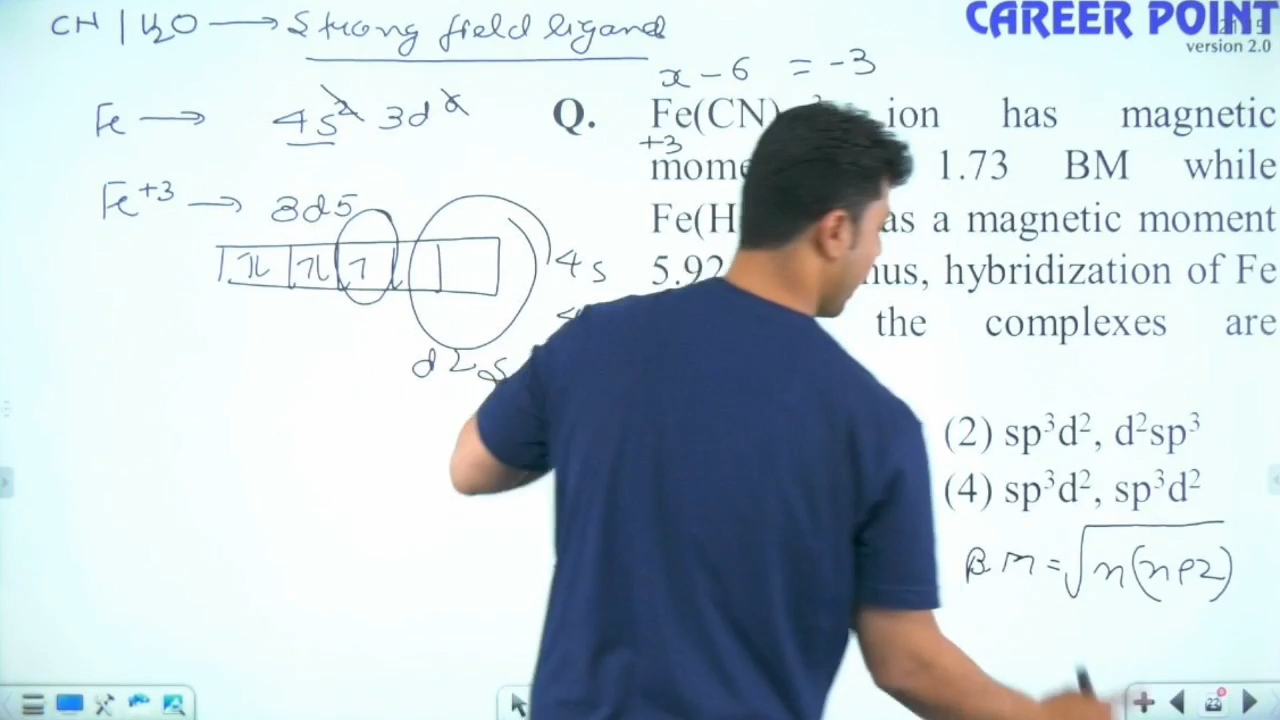 CN | H2O → Strong field ligand
CAREER POINT
version 2.0
x - 6 = -3
Fe → 4s2 3d6
Q. Fe(CN) ion has magnetic
+3
1.73 BM while
Fe(H as a magnetic moment
5.92 hybridization of Fe
the complexes are
Fe+3 → 3d5
4s
d2s
(2) sp³d², d²sp³
(4) sp³d², sp³d²
BM = √n(n+2)
23